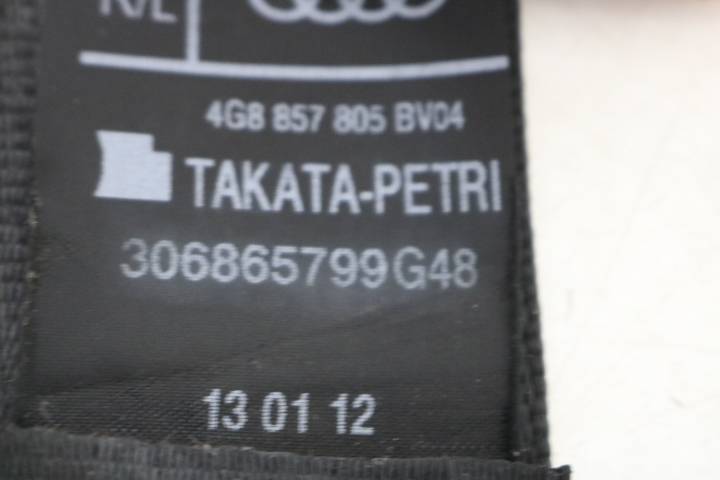 4G8 857 805 BV04
TAKATA-PETRI
306865799G48
13 01 12